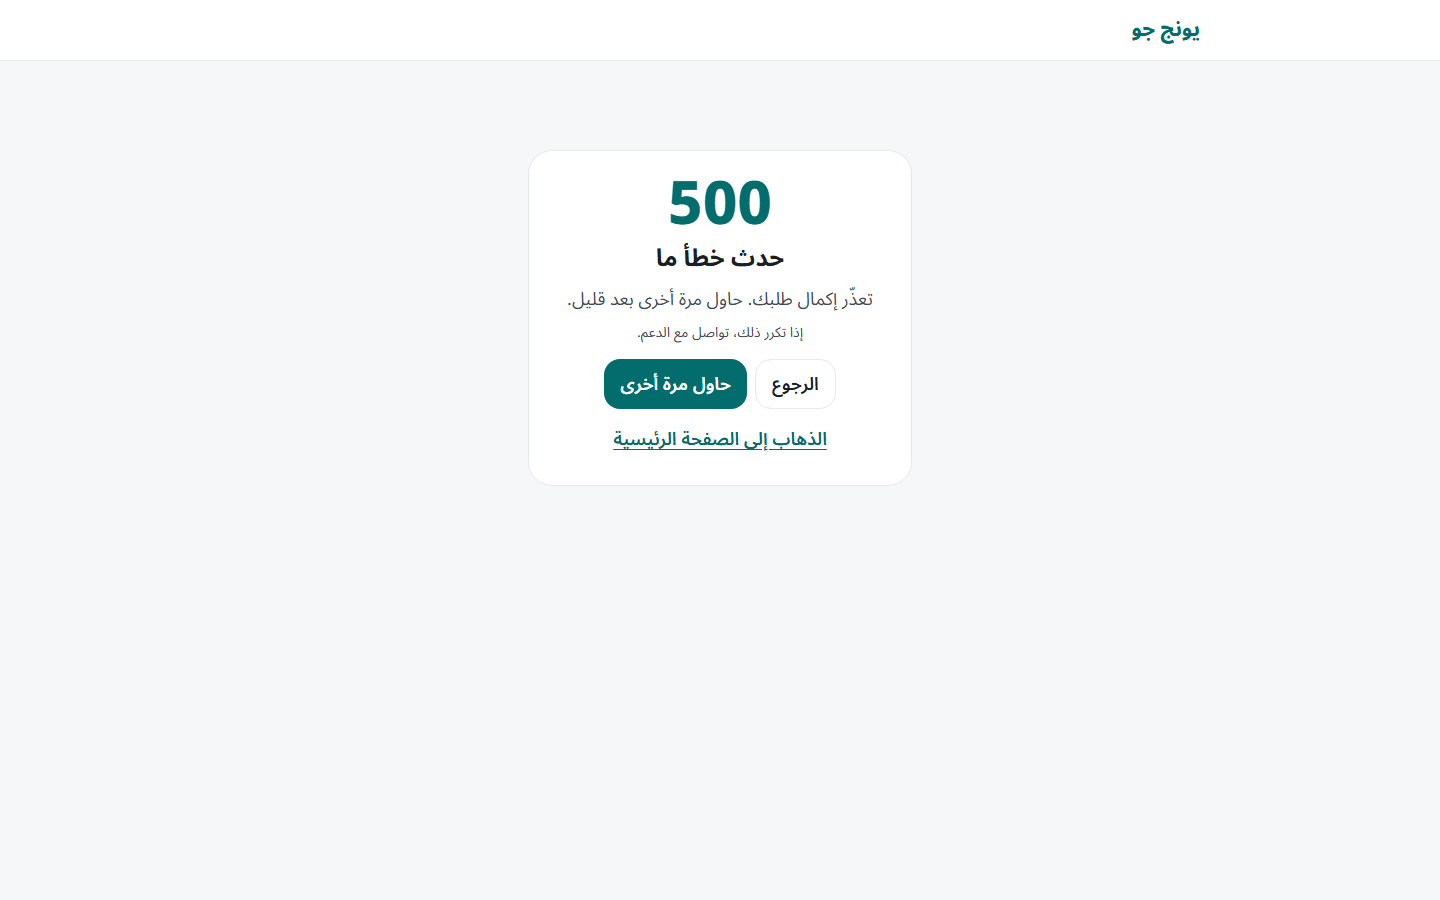 يونج جو
500
حدث خطأ ما
تعذّر إكمال طلبك. حاول مرة أخرى بعد قليل.
إذا تكرر ذلك، تواصل مع الدعم.
الرجوع
حاول مرة أخرى
الذهاب إلى الصفحة الرئيسية